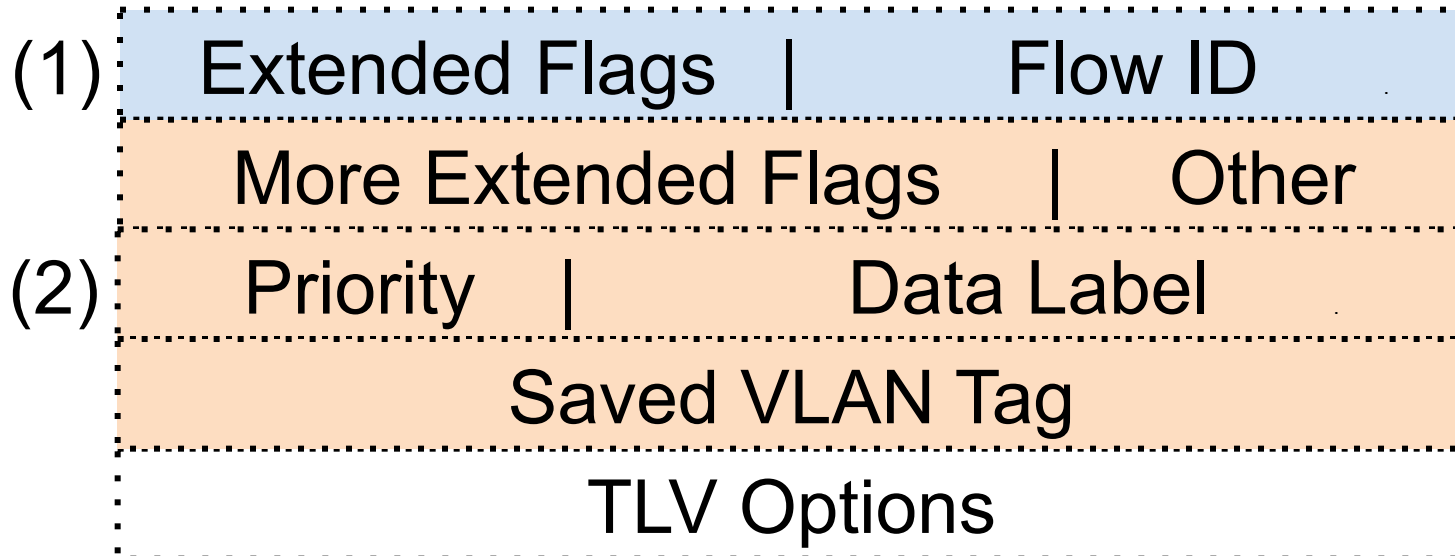 (1) Extended Flags | Flow ID
More Extended Flags | Other
(2) Priority | Data Label
Saved VLAN Tag
TLV Options